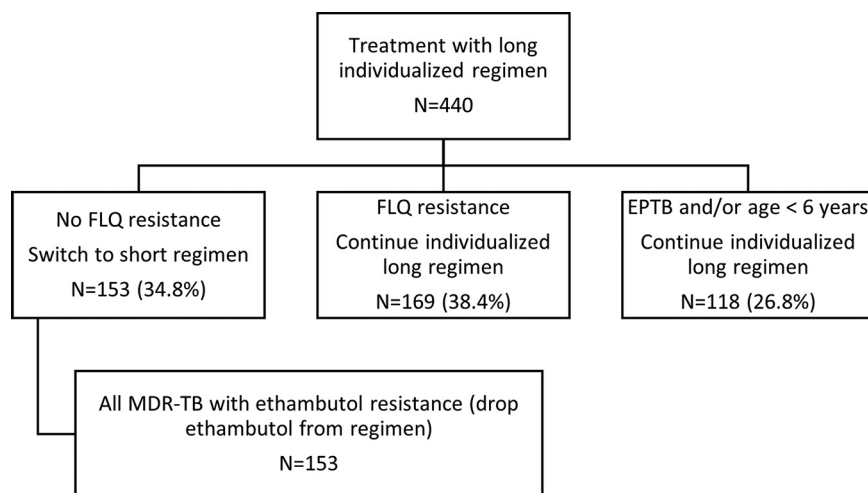 Treatment with long
individualized regimen
N=440
No FLQ resistance
Switch to short regimen
N=153 (34.8%)
FLQ resistance
Continue individualized
long regimen
N=169 (38.4%)
EPTB and/or age < 6 years
Continue individualized
long regimen
N=118 (26.8%)
All MDR-TB with ethambutol resistance (drop
ethambutol from regimen)
N=153